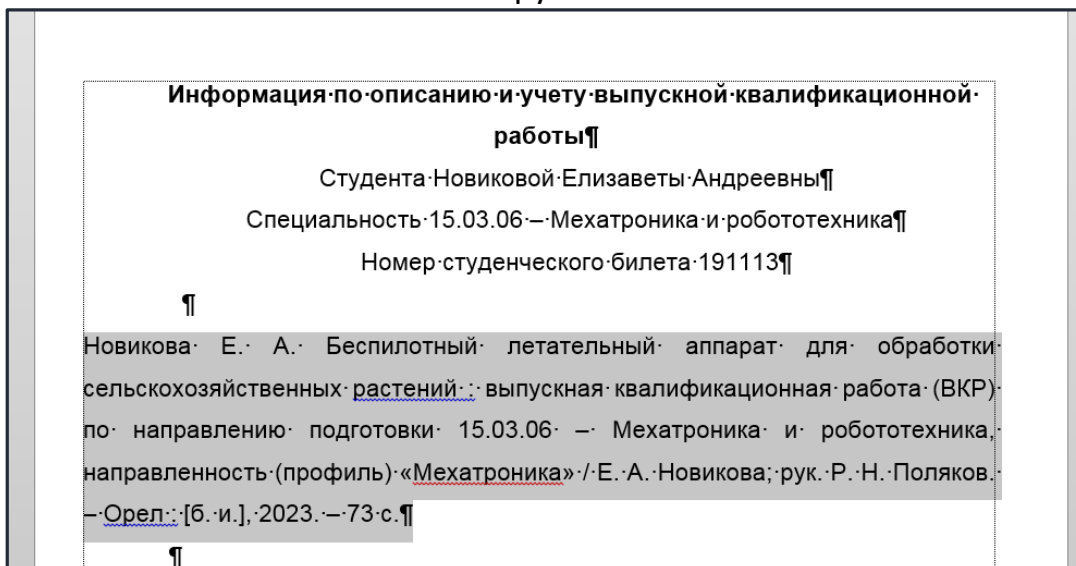 Информация по описанию и учету выпускной квалификационной
работы¶
Студента Новиковой Елизаветы Андреевны¶
Специальность 15.03.06 – Мехатроника и робототехника¶
Номер студенческого билета 191113¶
¶
Новикова Е. А. Беспилотный летательный аппарат для обработки
сельскохозяйственных растений : выпускная квалификационная работа (ВКР)
по направлению подготовки 15.03.06 – Мехатроника и робототехника,
направленность (профиль) «Мехатроника» / Е. А. Новикова; рук. Р. Н. Поляков.
– Орел : [б. и.], 2023. – 73 с.¶
¶